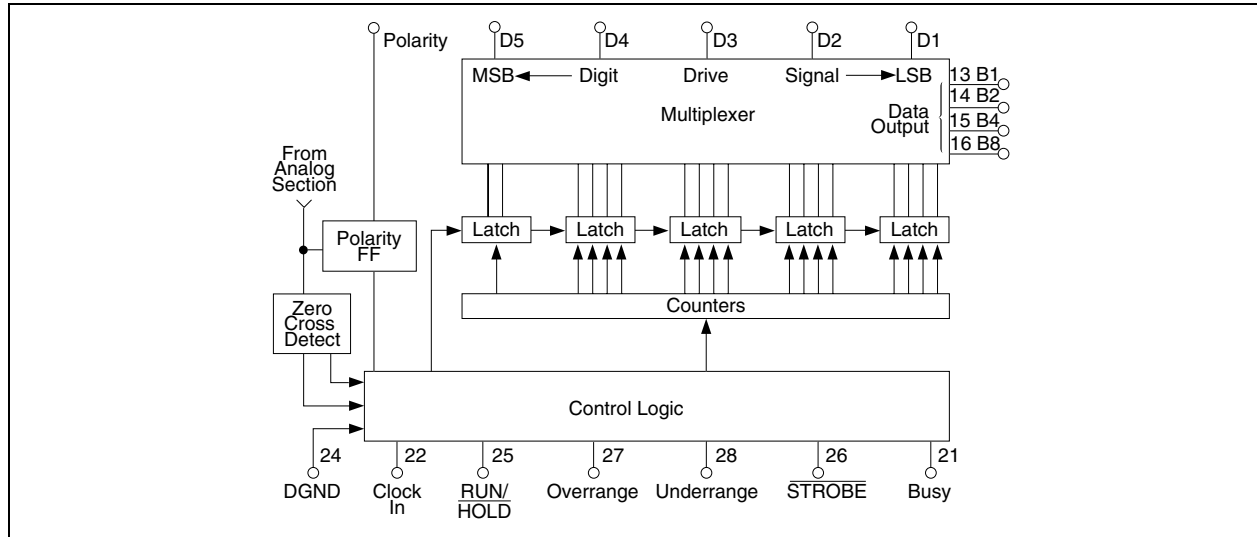 Polarity
D5
D4
D3
D2
D1
MSB
Digit
Drive
Signal
LSB
13 B1
14 B2
15 B4
16 B8
Data
Output
Multiplexer
From
Analog
Section
Polarity
FF
Latch
Latch
Latch
Latch
Latch
Zero
Cross
Detect
Counters
Control Logic
24
22
25
27
28
26
21
DGND
Clock
In
RUN/
HOLD
Overrange
Underrange
STROBE
Busy